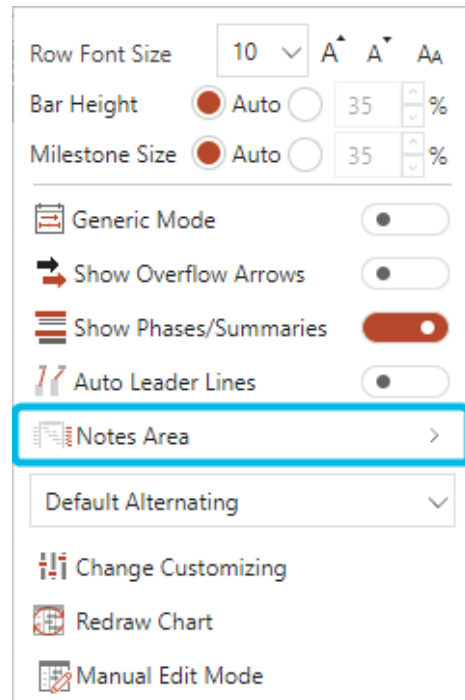 Row Font Size 10 A A AA
Bar Height Auto 35 %
Milestone Size Auto 35 %
Generic Mode
Show Overflow Arrows
Show Phases/Summaries
Auto Leader Lines
Notes Area
Default Alternating
Change Customizing
Redraw Chart
Manual Edit Mode